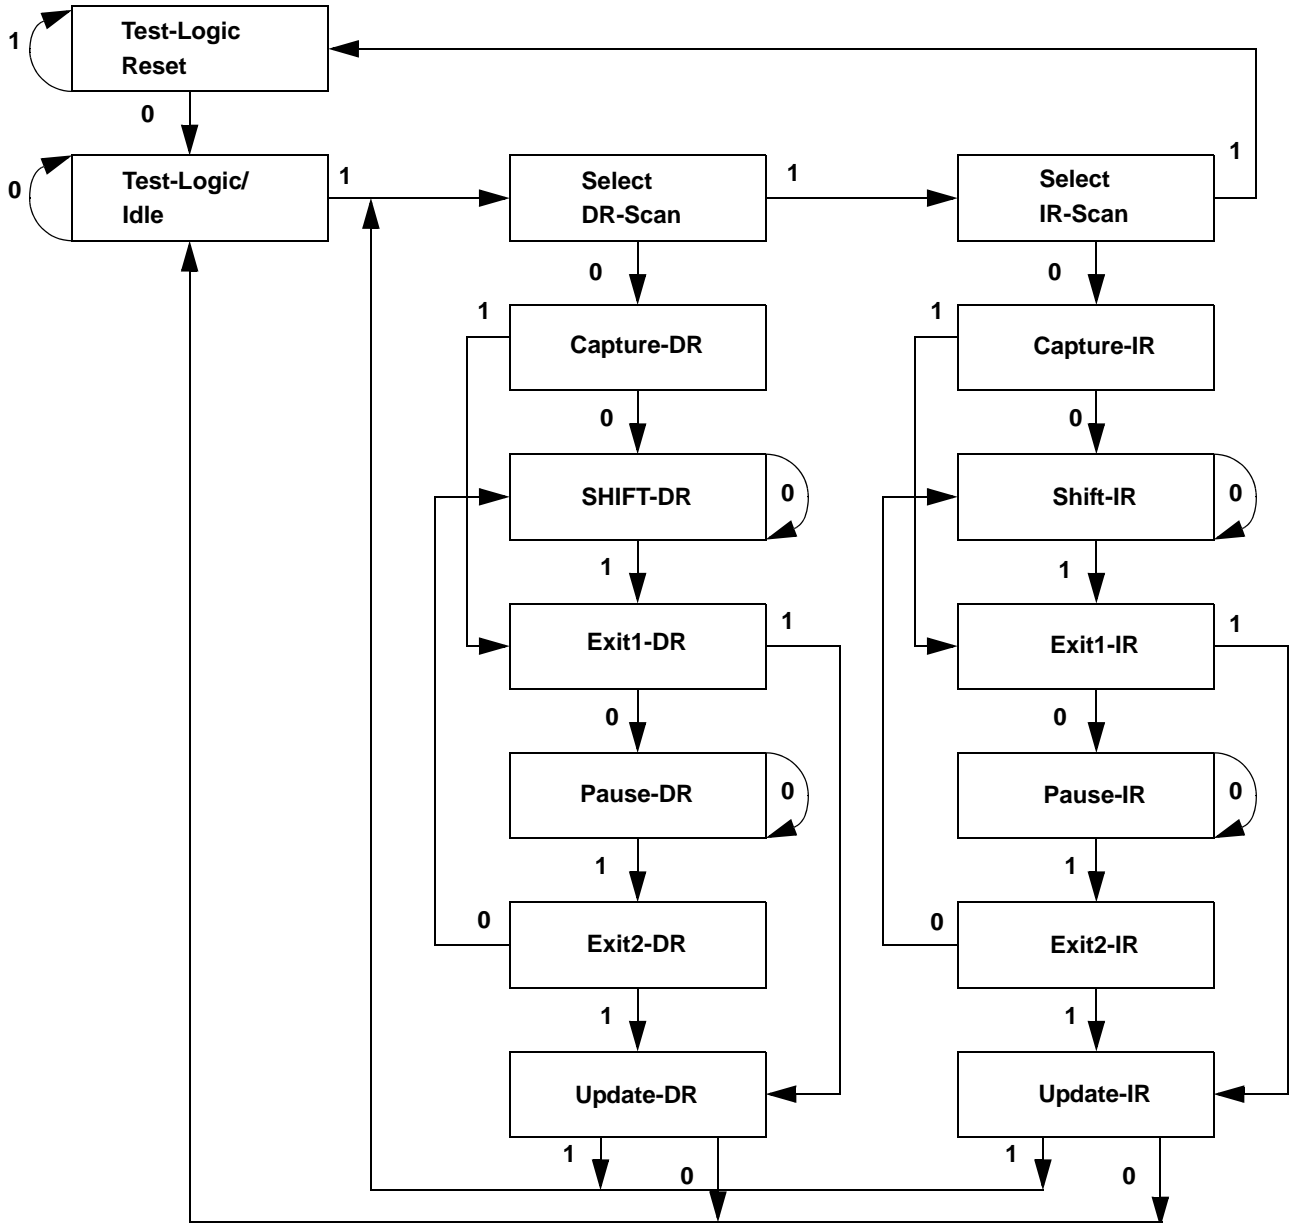 Test-Logic
Reset
1
0
Test-Logic/
Idle
0
1
Select
DR-Scan
1
Select
IR-Scan
1
0
0
1
Capture-DR
1
Capture-IR
0
0
SHIFT-DR
0
Shift-IR
0
1
1
Exit1-DR
1
Exit1-IR
1
0
0
Pause-DR
0
Pause-IR
0
1
1
0
Exit2-DR
0
Exit2-IR
1
1
Update-DR
Update-IR
1
0
1
0